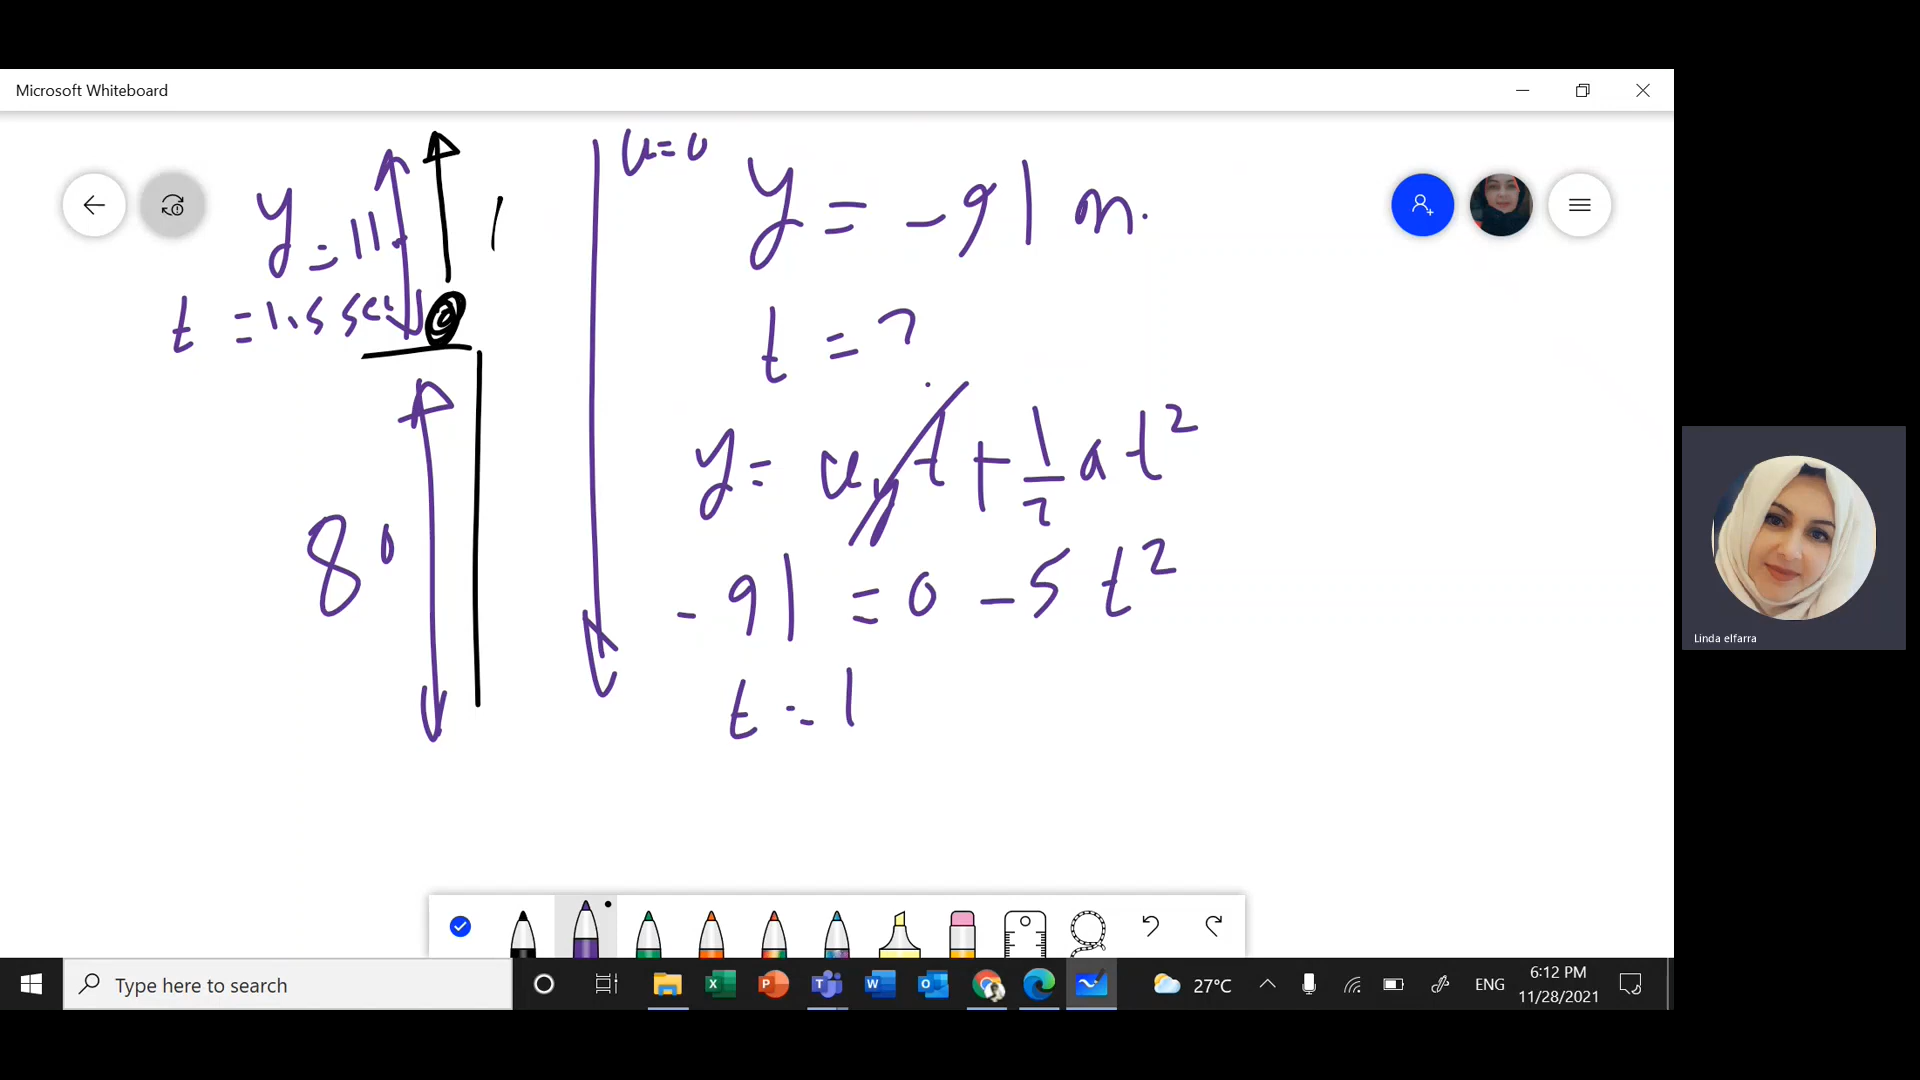 Microsoft Whiteboard
y = 11.
t = 1.5 sec
80
u = 0
y = -91 m.
t = ?
y = u_y t + 1/2 a t²
-91 = 0 - 5 t²
t = 1
Linda elfarra
Type here to search
27°C
ENG
6:12 PM
11/28/2021